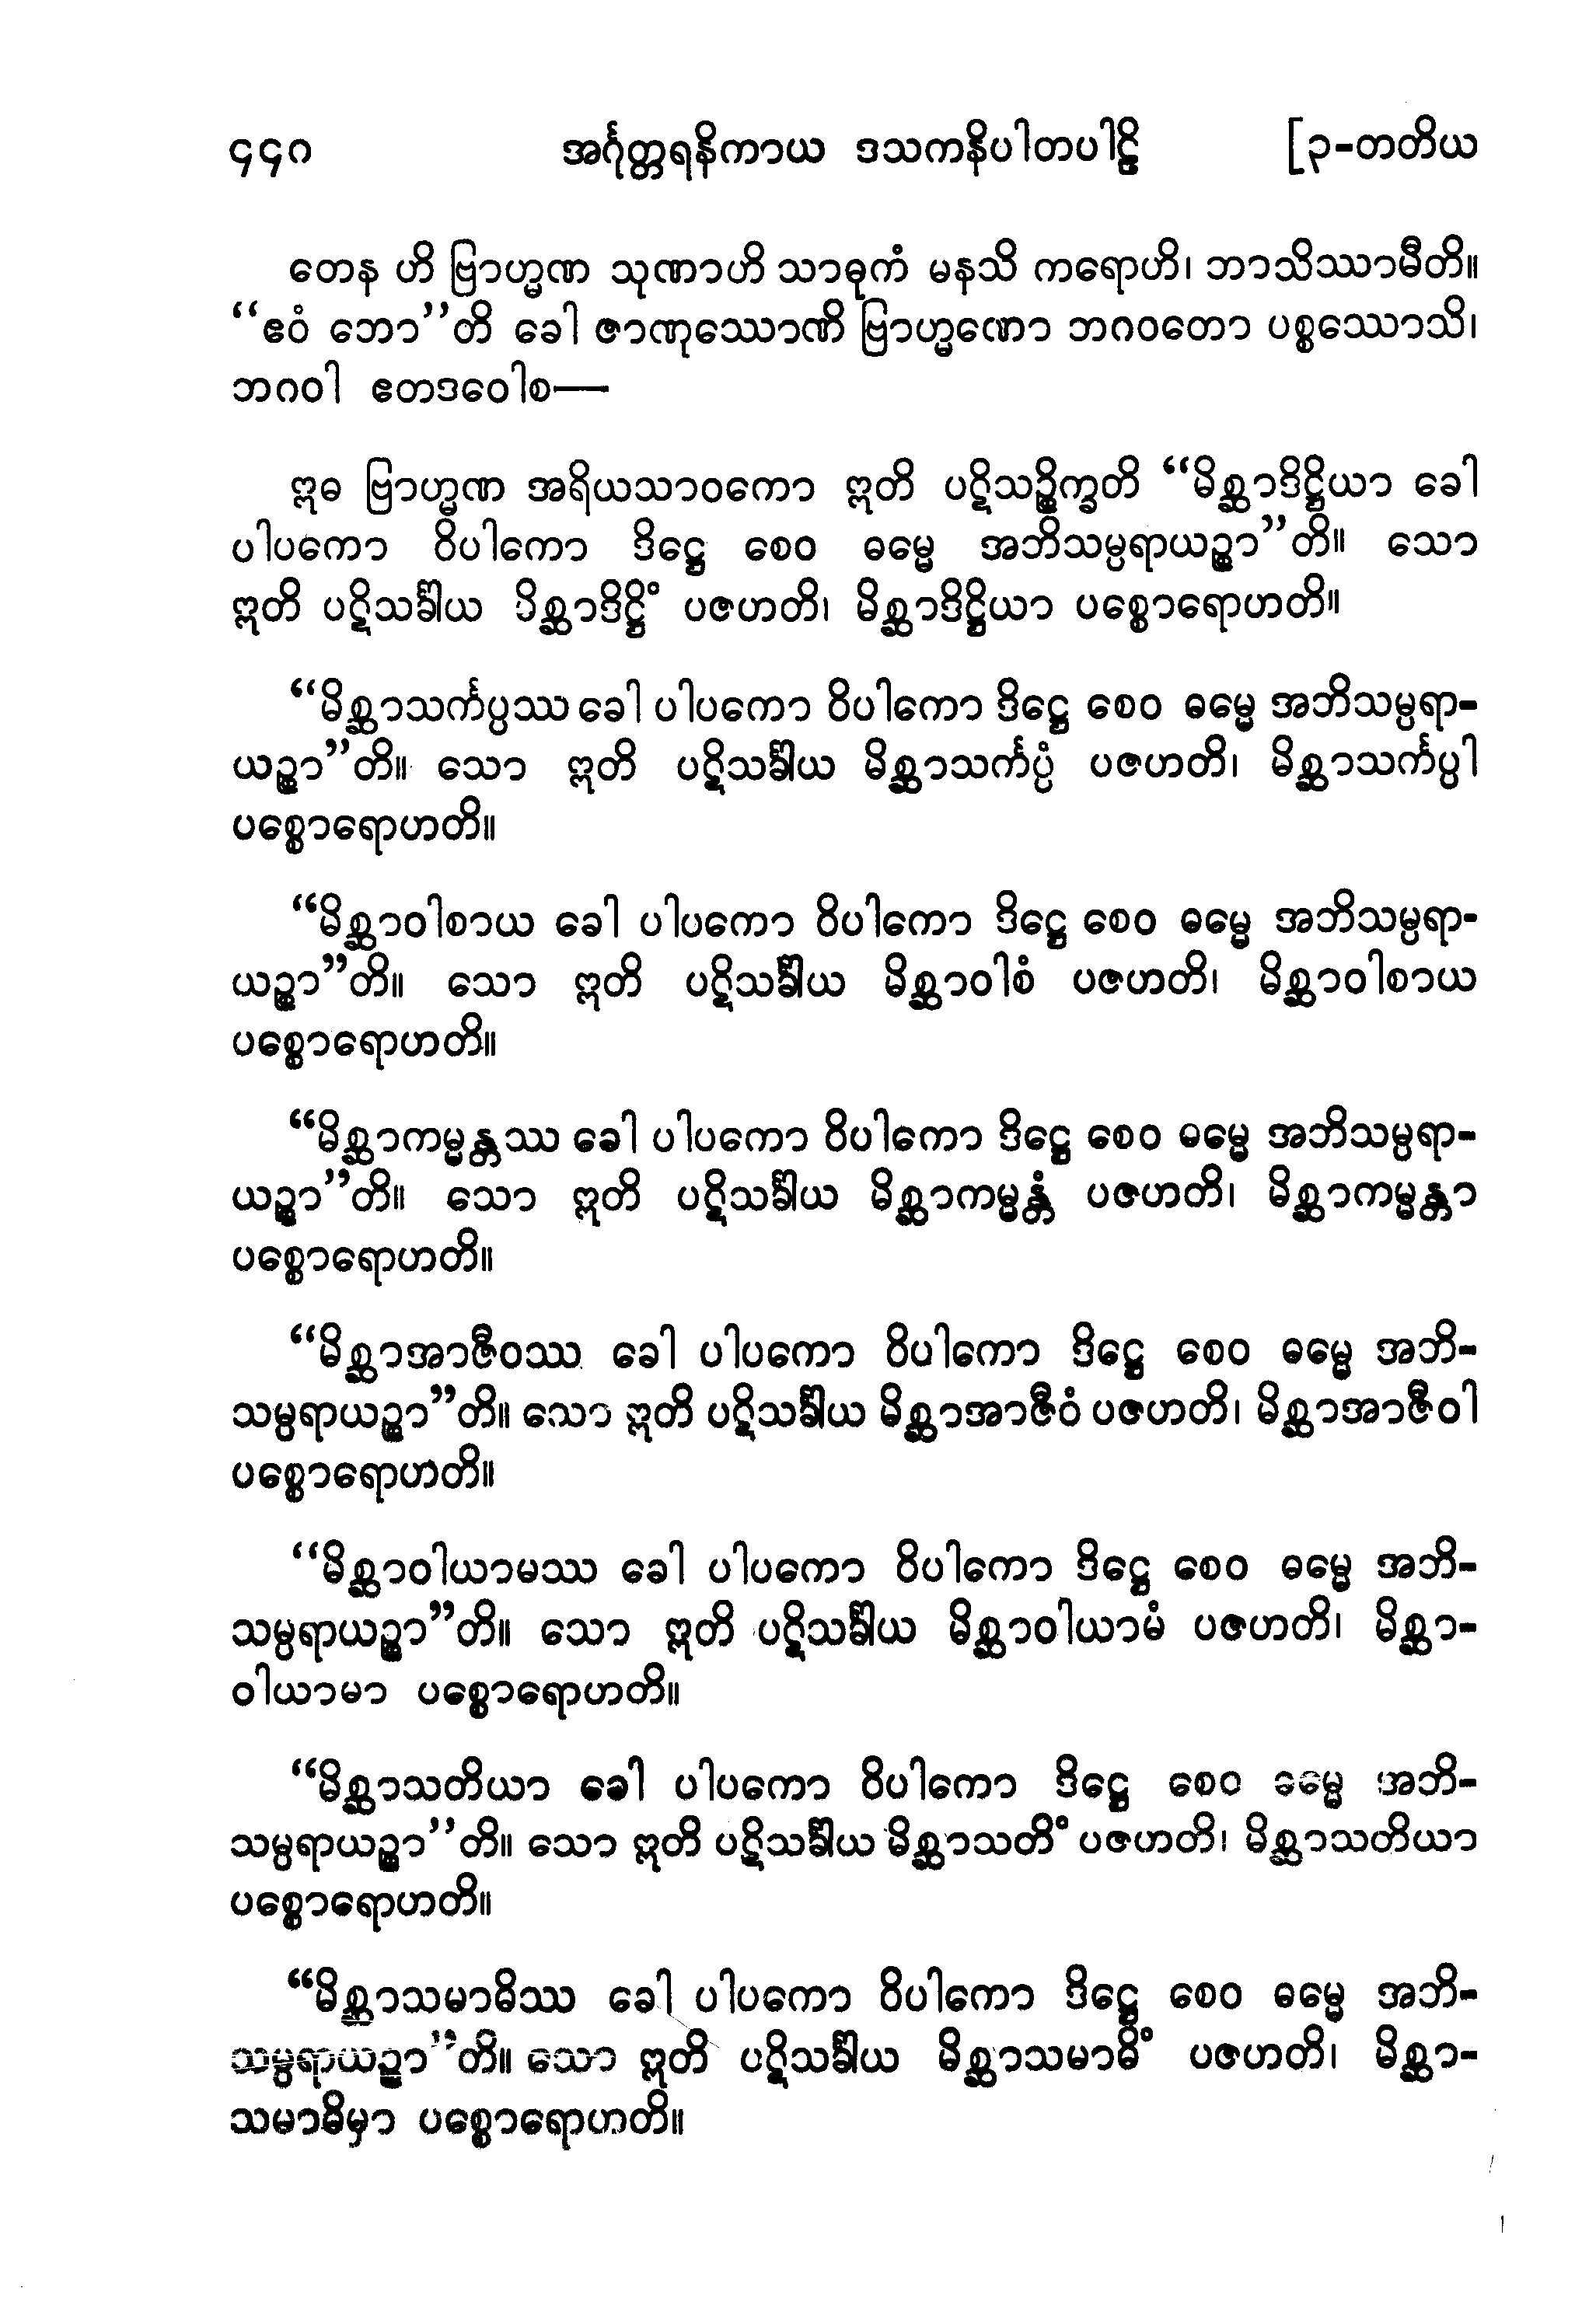 ၄၄၀ အင်္ဂုတ္တရနိကာယ ဒသကနိပါတပါဠိ [၃-တတိယ
တေန ဟိ ဗြာဟ္မဏ သုဏာဟိ သာဓုကံ မနသိ ကရောဟိ၊ ဘာသိဿာမီတိ။
“ဧဝံ ဘော”တိ ခေါ ဇာဏုဿောဏိ ဗြာဟ္မဏော ဘဂဝတော ပစ္စဿောသိ၊
ဘဂဝါ ဧတဒဝေါစ—
ဣဓ ဗြာဟ္မဏ အရိယသာဝကော ဣတိ ပဋိသဉ္စိက္ခတိ “မိစ္ဆာဒိဋ္ဌိယာ ခေါ
ပါပကော ဝိပါကော ဒိဋ္ဌေ စေဝ ဓမ္မေ အဘိသမ္ပရာယဉ္စာ”တိ။ သော
ဣတိ ပဋိသင်္ခါယ မိစ္ဆာဒိဋ္ဌိံ ပဇဟတိ၊ မိစ္ဆာဒိဋ္ဌိယာ ပစ္စောရောဟတိ။
“မိစ္ဆာသင်္ကပ္ပဿ ခေါ ပါပကော ဝိပါကော ဒိဋ္ဌေ စေဝ ဓမ္မေ အဘိသမ္ပရာ-
ယဉ္စာ”တိ။ သော ဣတိ ပဋိသင်္ခါယ မိစ္ဆာသင်္ကပ္ပံ ပဇဟတိ၊ မိစ္ဆာသင်္ကပ္ပါ
ပစ္စောရောဟတိ။
“မိစ္ဆာဝါစာယ ခေါ ပါပကော ဝိပါကော ဒိဋ္ဌေ စေဝ ဓမ္မေ အဘိသမ္ပရာ-
ယဉ္စာ”တိ။ သော ဣတိ ပဋိသင်္ခါယ မိစ္ဆာဝါစံ ပဇဟတိ၊ မိစ္ဆာဝါစာယ
ပစ္စောရောဟတိ။
“မိစ္ဆာကမ္မန္တဿ ခေါ ပါပကော ဝိပါကော ဒိဋ္ဌေ စေဝ ဓမ္မေ အဘိသမ္ပရာ-
ယဉ္စာ”တိ။ သော ဣတိ ပဋိသင်္ခါယ မိစ္ဆာကမ္မန္တံ ပဇဟတိ၊ မိစ္ဆာကမ္မန္တာ
ပစ္စောရောဟတိ။
“မိစ္ဆာအာဇီဝဿ ခေါ ပါပကော ဝိပါကော ဒိဋ္ဌေ စေဝ ဓမ္မေ အဘိ-
သမ္ပရာယဉ္စာ”တိ။ သော ဣတိ ပဋိသင်္ခါယ မိစ္ဆာအာဇီဝံ ပဇဟတိ၊ မိစ္ဆာအာဇီဝါ
ပစ္စောရောဟတိ။
“မိစ္ဆာဝါယာမဿ ခေါ ပါပကော ဝိပါကော ဒိဋ္ဌေ စေဝ ဓမ္မေ အဘိ-
သမ္ပရာယဉ္စာ”တိ။ သော ဣတိ ပဋိသင်္ခါယ မိစ္ဆာဝါယာမံ ပဇဟတိ၊ မိစ္ဆာ-
ဝါယာမာ ပစ္စောရောဟတိ။
“မိစ္ဆာသတိယာ ခေါ ပါပကော ဝိပါကော ဒိဋ္ဌေ စေဝ ဓမ္မေ အဘိ-
သမ္ပရာယဉ္စာ”တိ။ သော ဣတိ ပဋိသင်္ခါယ မိစ္ဆာသတိံ ပဇဟတိ၊ မိစ္ဆာသတိယာ
ပစ္စောရောဟတိ။
“မိစ္ဆာသမာဓိဿ ခေါ ပါပကော ဝိပါကော ဒိဋ္ဌေ စေဝ ဓမ္မေ အဘိ-
သမ္ပရာယဉ္စာ”တိ။ သော ဣတိ ပဋိသင်္ခါယ မိစ္ဆာသမာဓိံ ပဇဟတိ၊ မိစ္ဆာ-
သမာဓိမှာ ပစ္စောရောဟတိ။